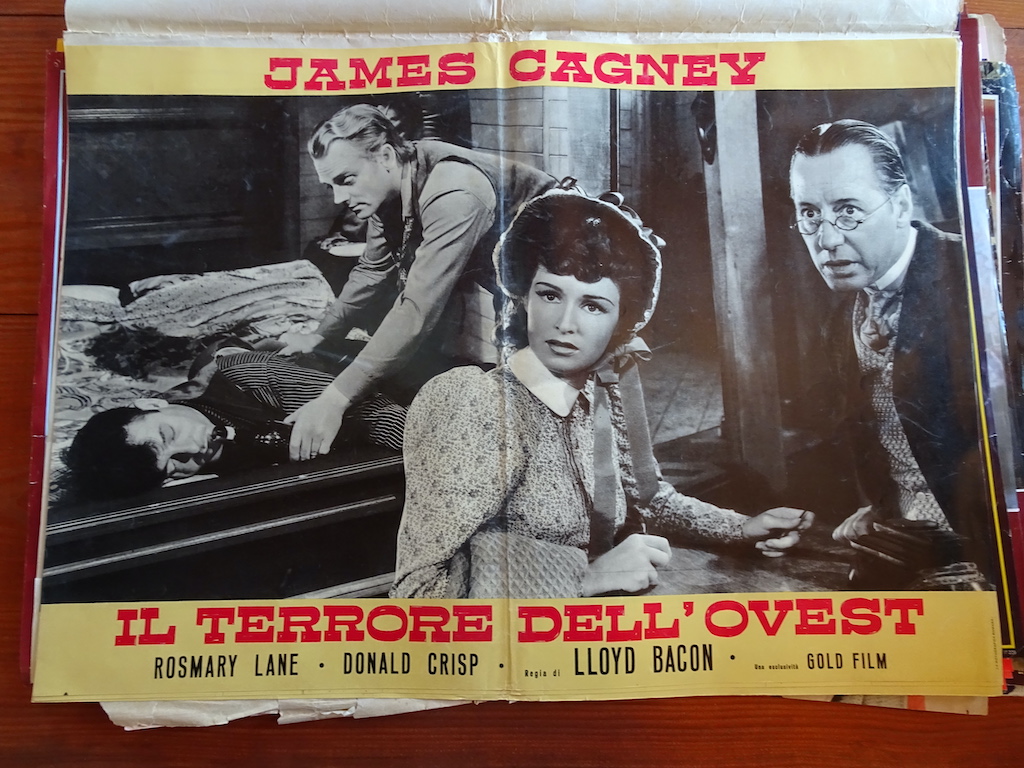 JAMES CAGNEY
IL TERRORE DELL'OVEST
ROSMARY LANE · DONALD CRISP · Regia di LLOYD BACON · Una esclusività GOLD FILM